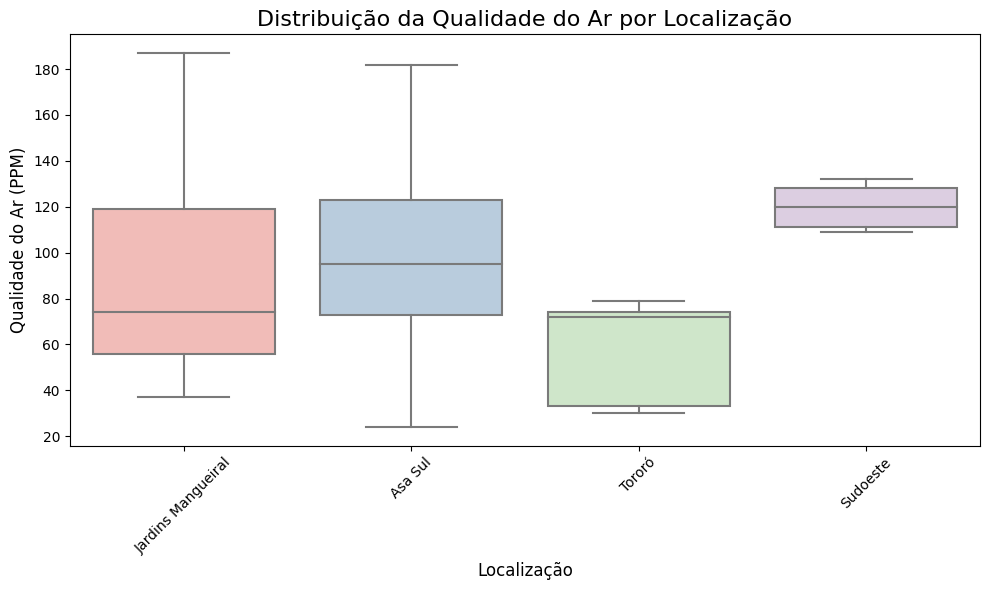 Distribuição da Qualidade do Ar por Localização
Qualidade do Ar (PPM)
180
160
140
120
100
80
60
40
20
Jardins Mangueiral
Asa Sul
Tororó
Sudoeste
Localização